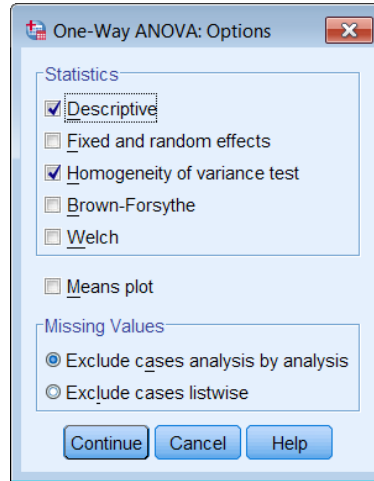 One-Way ANOVA: Options
Statistics
Descriptive
Fixed and random effects
Homogeneity of variance test
Brown-Forsythe
Welch
Means plot
Missing Values
Exclude cases analysis by analysis
Exclude cases listwise
Continue Cancel Help